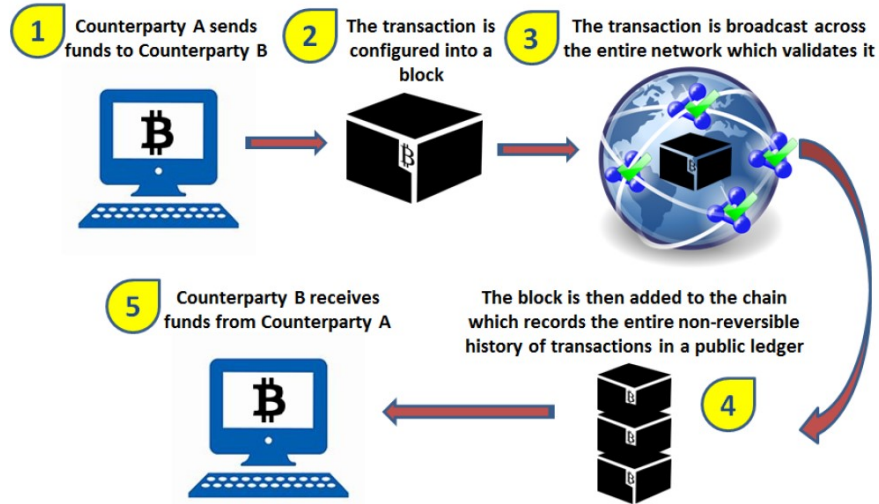 1
Counterparty A sends
funds to Counterparty B
2
The transaction is
configured into a
block
3
The transaction is broadcast across
the entire network which validates it
4
The block is then added to the chain
which records the entire non-reversible
history of transactions in a public ledger
5
Counterparty B receives
funds from Counterparty A